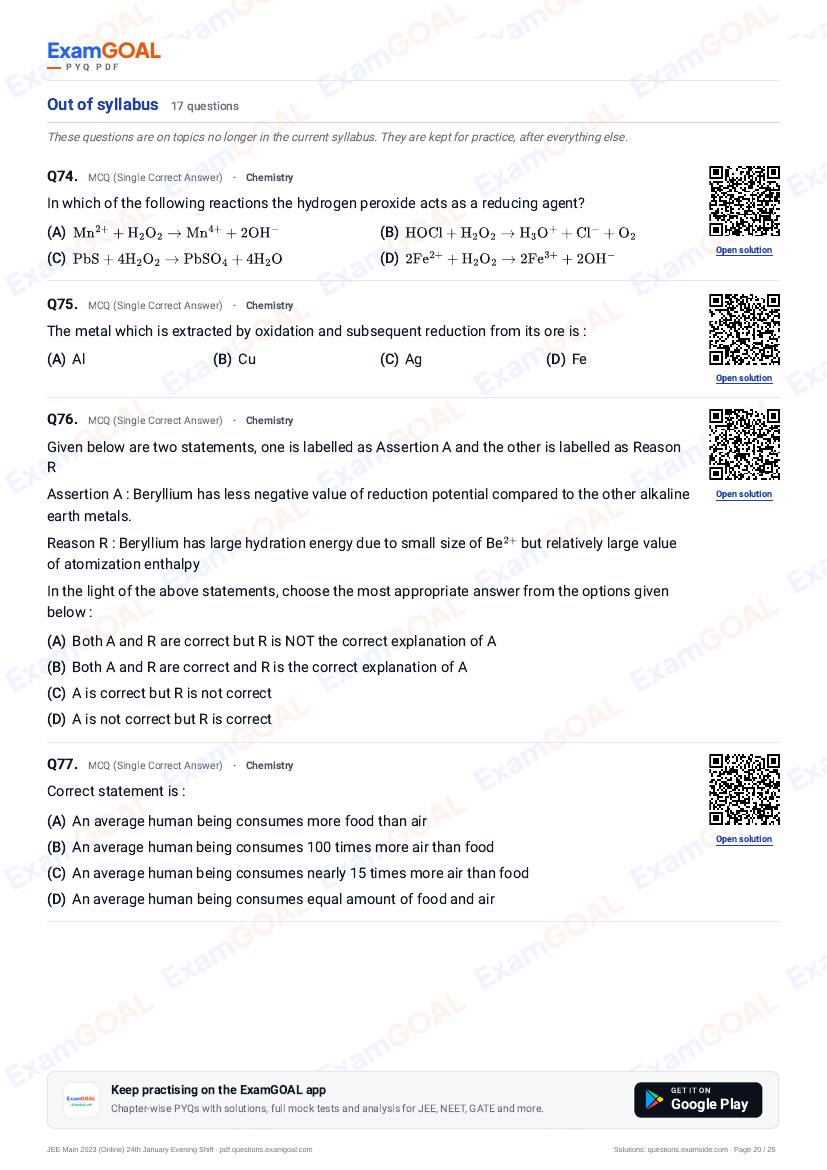 ExamGOAL
PYQ PDF
Out of syllabus 17 questions
These questions are on topics no longer in the current syllabus. They are kept for practice, after everything else.
Q74. MCQ (Single Correct Answer) · Chemistry
In which of the following reactions the hydrogen peroxide acts as a reducing agent?
(A) Mn²⁺ + H₂O₂ → Mn⁴⁺ + 2OH⁻ (B) HOCl + H₂O₂ → H₃O⁺ + Cl⁻ + O₂
(C) PbS + 4H₂O₂ → PbSO₄ + 4H₂O (D) 2Fe²⁺ + H₂O₂ → 2Fe³⁺ + 2OH⁻
Open solution
Q75. MCQ (Single Correct Answer) · Chemistry
The metal which is extracted by oxidation and subsequent reduction from its ore is :
(A) Al (B) Cu (C) Ag (D) Fe
Open solution
Q76. MCQ (Single Correct Answer) · Chemistry
Given below are two statements, one is labelled as Assertion A and the other is labelled as Reason
R
Assertion A : Beryllium has less negative value of reduction potential compared to the other alkaline
earth metals.
Reason R : Beryllium has large hydration energy due to small size of Be²⁺ but relatively large value
of atomization enthalpy
In the light of the above statements, choose the most appropriate answer from the options given
below :
(A) Both A and R are correct but R is NOT the correct explanation of A
(B) Both A and R are correct and R is the correct explanation of A
(C) A is correct but R is not correct
(D) A is not correct but R is correct
Open solution
Q77. MCQ (Single Correct Answer) · Chemistry
Correct statement is :
(A) An average human being consumes more food than air
(B) An average human being consumes 100 times more air than food
(C) An average human being consumes nearly 15 times more air than food
(D) An average human being consumes equal amount of food and air
Open solution
ExamGOAL
Keep practising on the ExamGOAL app
Chapter-wise PYQs with solutions, full mock tests and analysis for JEE, NEET, GATE and more.
GET IT ON
Google Play
JEE Main 2023 (Online) 24th January Evening Shift · pdf.questions.examgoal.com Solutions: questions.examside.com · Page 20 / 25